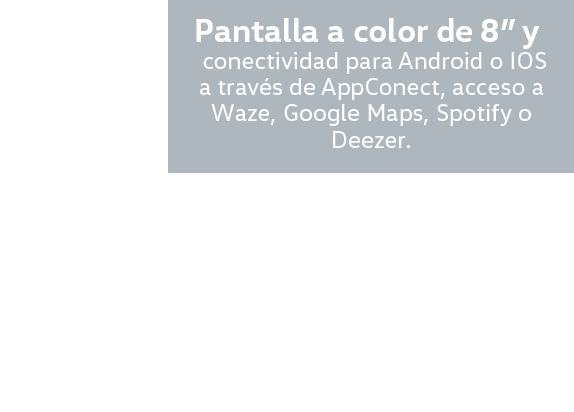 Pantalla a color de 8" y
conectividad para Android o IOS
a través de AppConect, acceso a
Waze, Google Maps, Spotify o
Deezer.